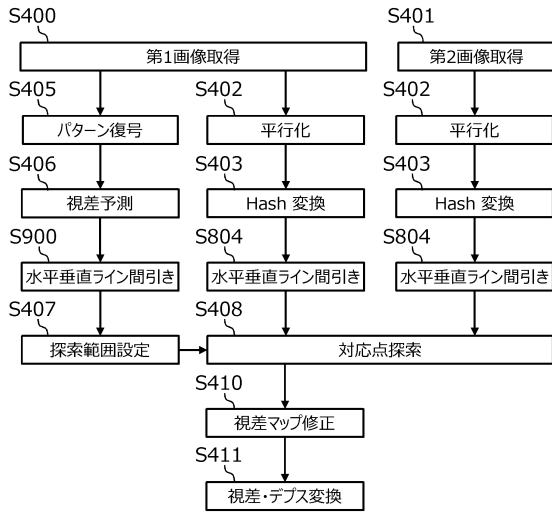 S400
第1画像取得
S401
第2画像取得
S405
パターン復号
S402
平行化
S402
平行化
S406
視差予測
S403
Hash 変換
S403
Hash 変換
S900
水平垂直ライン間引き
S804
水平垂直ライン間引き
S804
水平垂直ライン間引き
S407
探索範囲設定
S408
対応点探索
S410
視差マップ修正
S411
視差・デプス変換